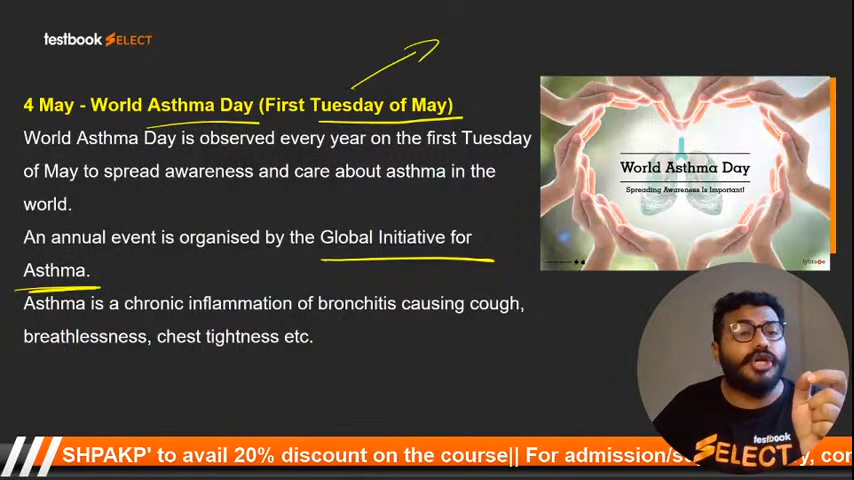 testbook SELECT
4 May - World Asthma Day (First Tuesday of May)
World Asthma Day is observed every year on the first Tuesday
of May to spread awareness and care about asthma in the
world.
An annual event is organised by the Global Initiative for
Asthma.
Asthma is a chronic inflammation of bronchitis causing cough,
breathlessness, chest tightness etc.
World Asthma Day
Spreading Awareness Is Important!
testbook
SELECT
SHPAKP' to avail 20% discount on the course|| For admission/s
y, con